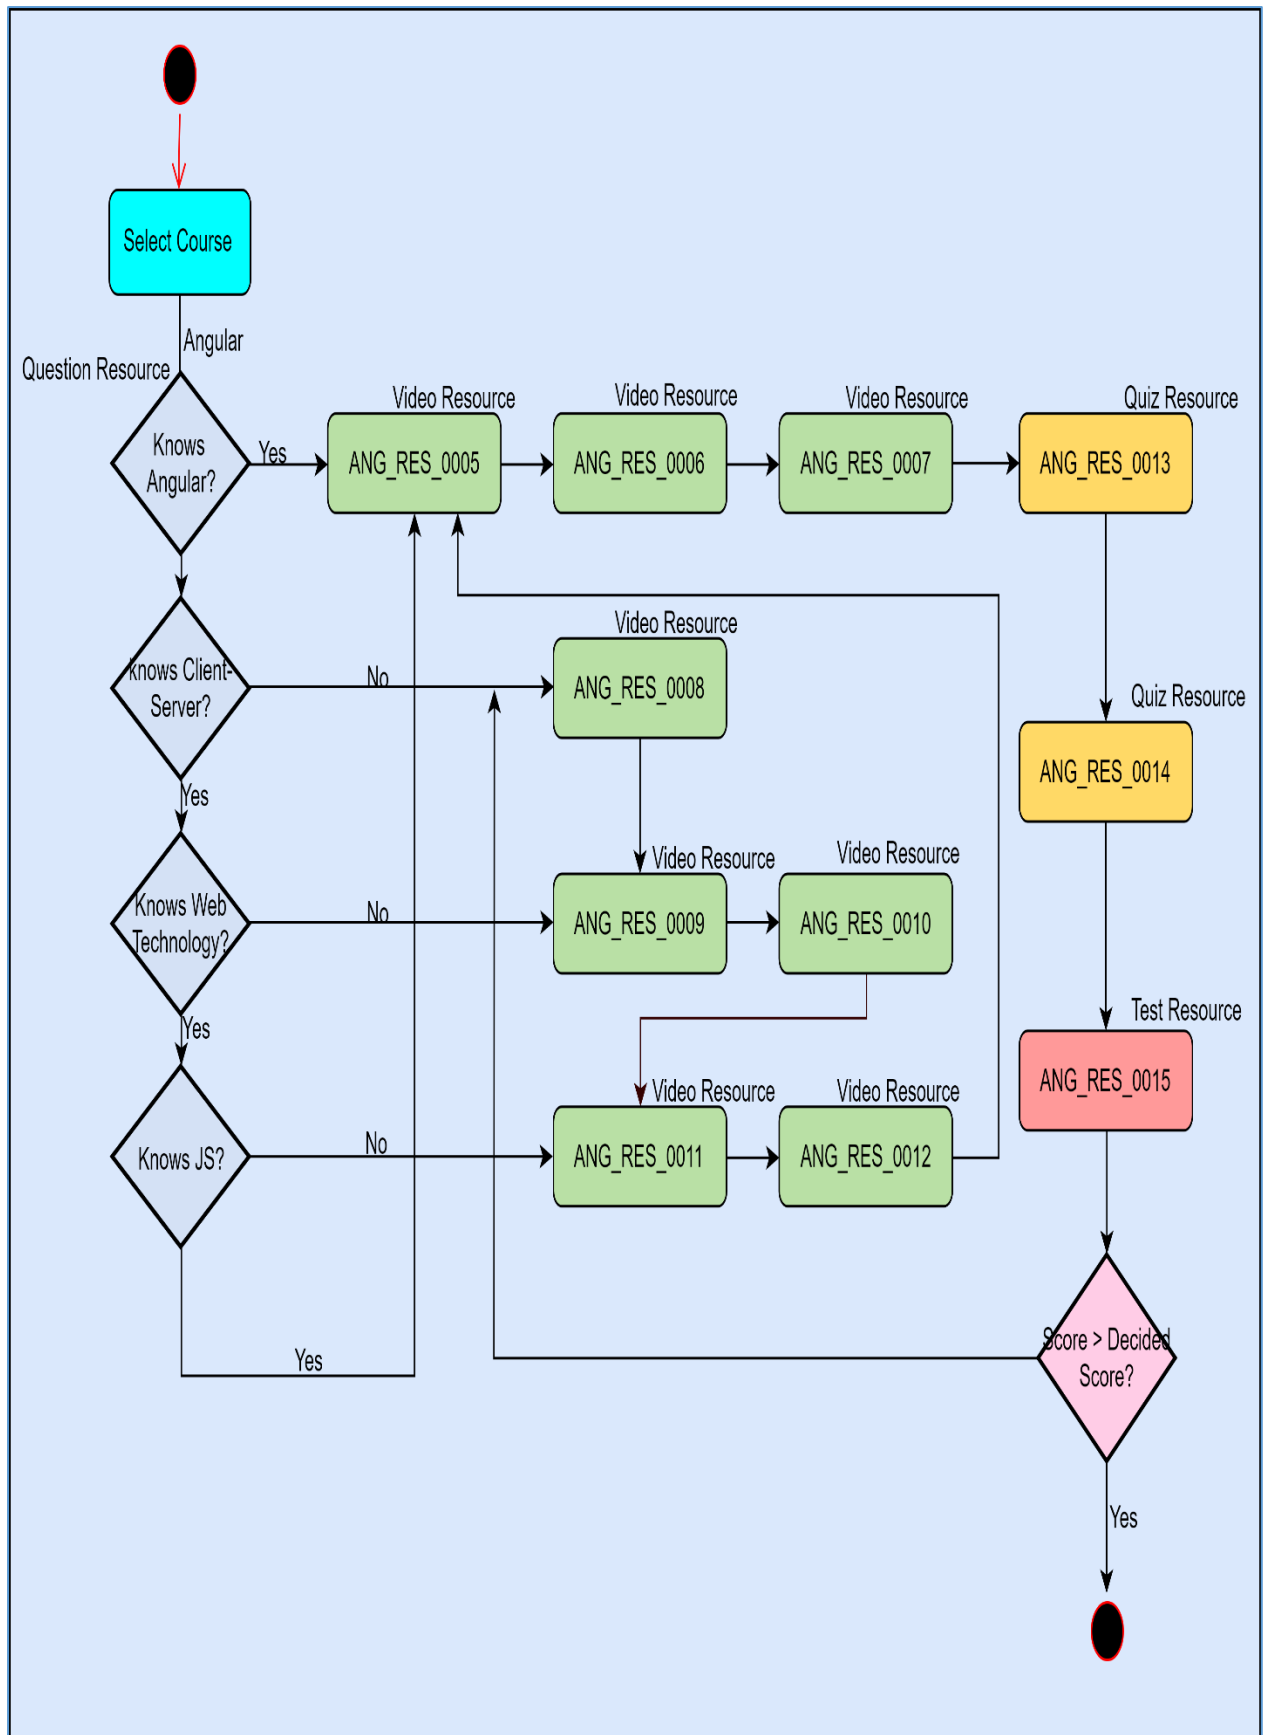 Select Course
Angular
Question Resource
Knows
Angular?
Yes
Video Resource
ANG_RES_0005
Video Resource
ANG_RES_0006
Video Resource
ANG_RES_0007
Quiz Resource
ANG_RES_0013
knows Client-
Server?
No
Video Resource
ANG_RES_0008
Quiz Resource
ANG_RES_0014
Yes
Knows Web
Technology?
No
Video Resource
ANG_RES_0009
Video Resource
ANG_RES_0010
Yes
Test Resource
ANG_RES_0015
Knows JS?
No
Video Resource
ANG_RES_0011
Video Resource
ANG_RES_0012
Yes
Score > Decided
Score?
Yes